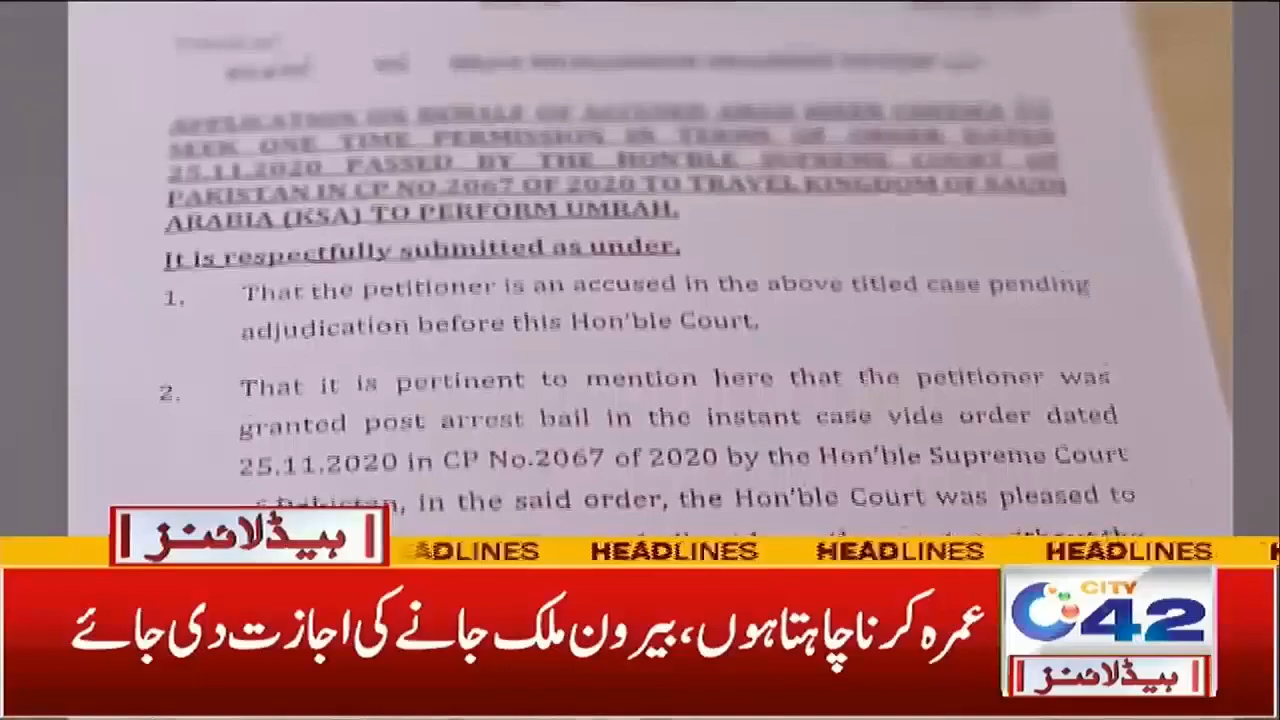 APPLICATION ON BEHALF OF ACCUSED AHAD KHAN CHEEMA TO
SEEK ONE TIME PERMISSION IN TERMS OF ORDER DATED
25.11.2020 PASSED BY THE HON'BLE SUPREME COURT OF
PAKISTAN IN CP NO.2067 OF 2020 TO TRAVEL KINGDOM OF SAUDI
ARABIA (KSA) TO PERFORM UMRAH.
It is respectfully submitted as under.
1. That the petitioner is an accused in the above titled case pending
adjudication before this Hon'ble Court.
2. That it is pertinent to mention here that the petitioner was
granted post arrest bail in the instant case vide order dated
25.11.2020 in CP No.2067 of 2020 by the Hon'ble Supreme Court
of Pakistan, in the said order, the Hon'ble Court was pleased to
ہیڈلائنز
HEADLINES HEADLINES HEADLINES HEADLINES
عمرہ کرنا چاہتا ہوں، بیرون ملک جانے کی اجازت دی جائے
CITY
42
ہیڈلائنز